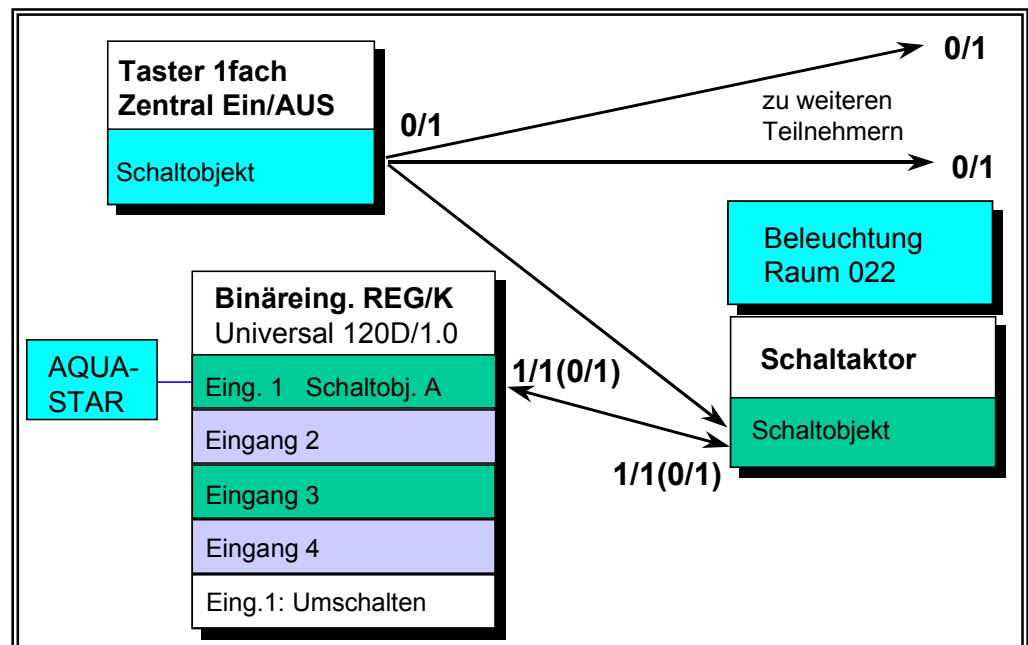 Taster 1fach
Zentral Ein/AUS
Schaltobjekt
0/1
0/1
zu weiteren
Teilnehmern
0/1
Beleuchtung
Raum 022
Schaltaktor
Schaltobjekt
Binäreing. REG/K
Universal 120D/1.0
AQUA-
STAR
Eing. 1 Schaltobj. A
1/1(0/1)
1/1(0/1)
Eingang 2
Eingang 3
Eingang 4
Eing.1: Umschalten